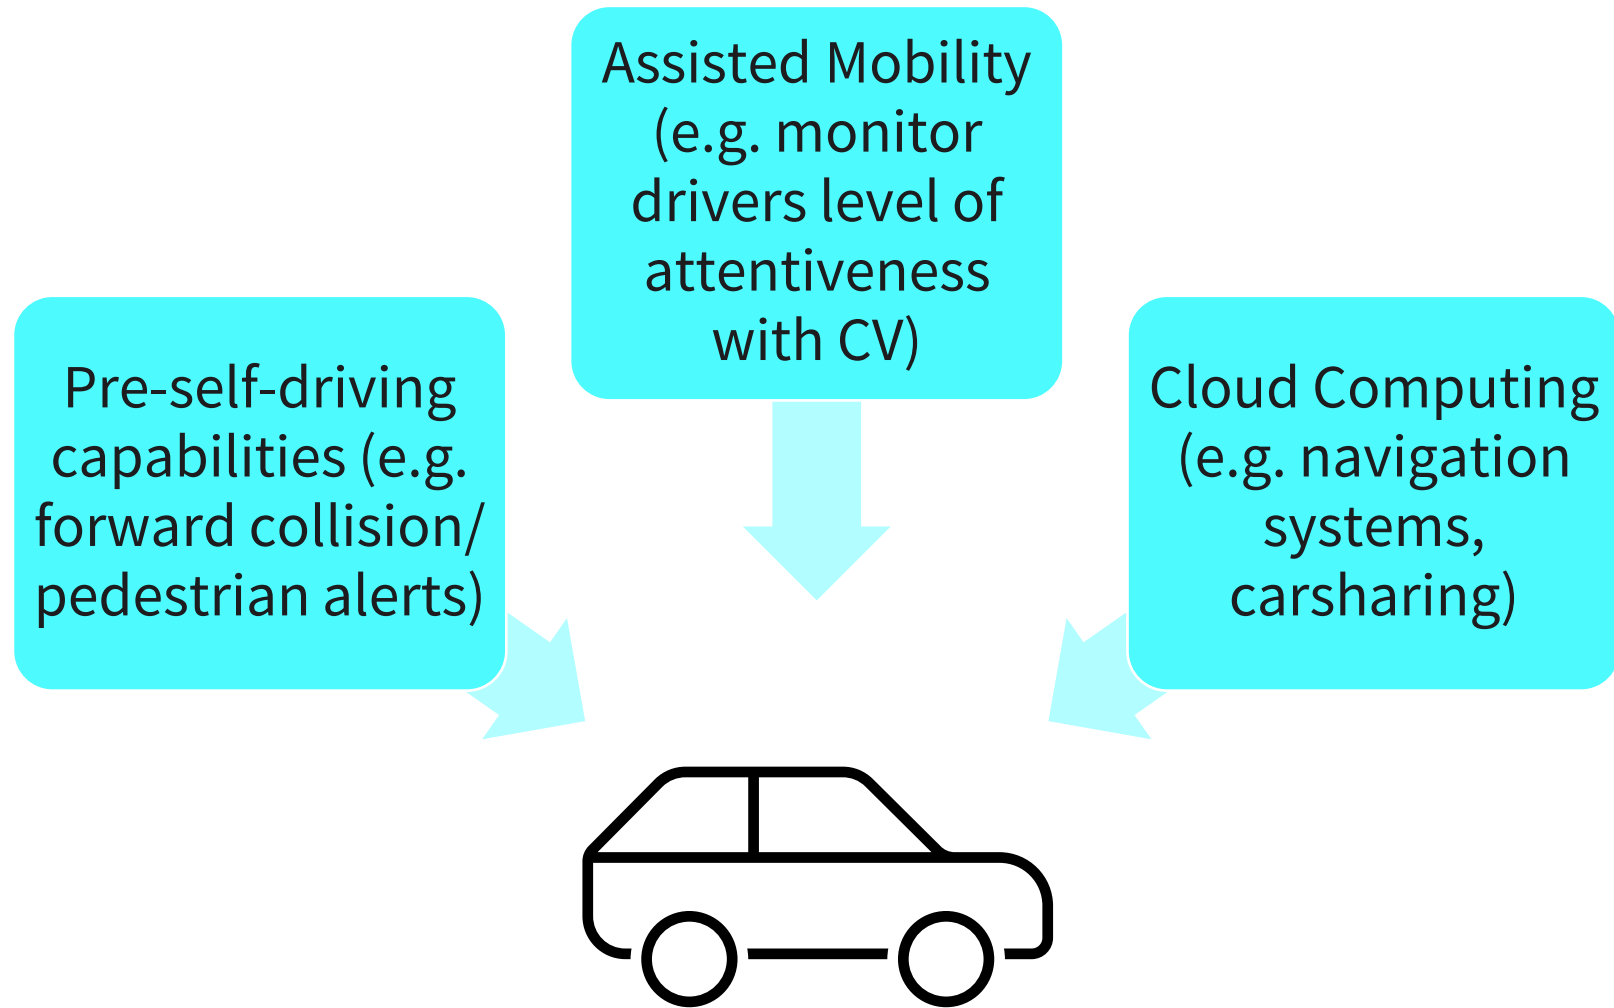 Assisted Mobility
(e.g. monitor
drivers level of
attentiveness
with CV)
Pre-self-driving
capabilities (e.g.
forward collision/
pedestrian alerts)
Cloud Computing
(e.g. navigation
systems,
carsharing)